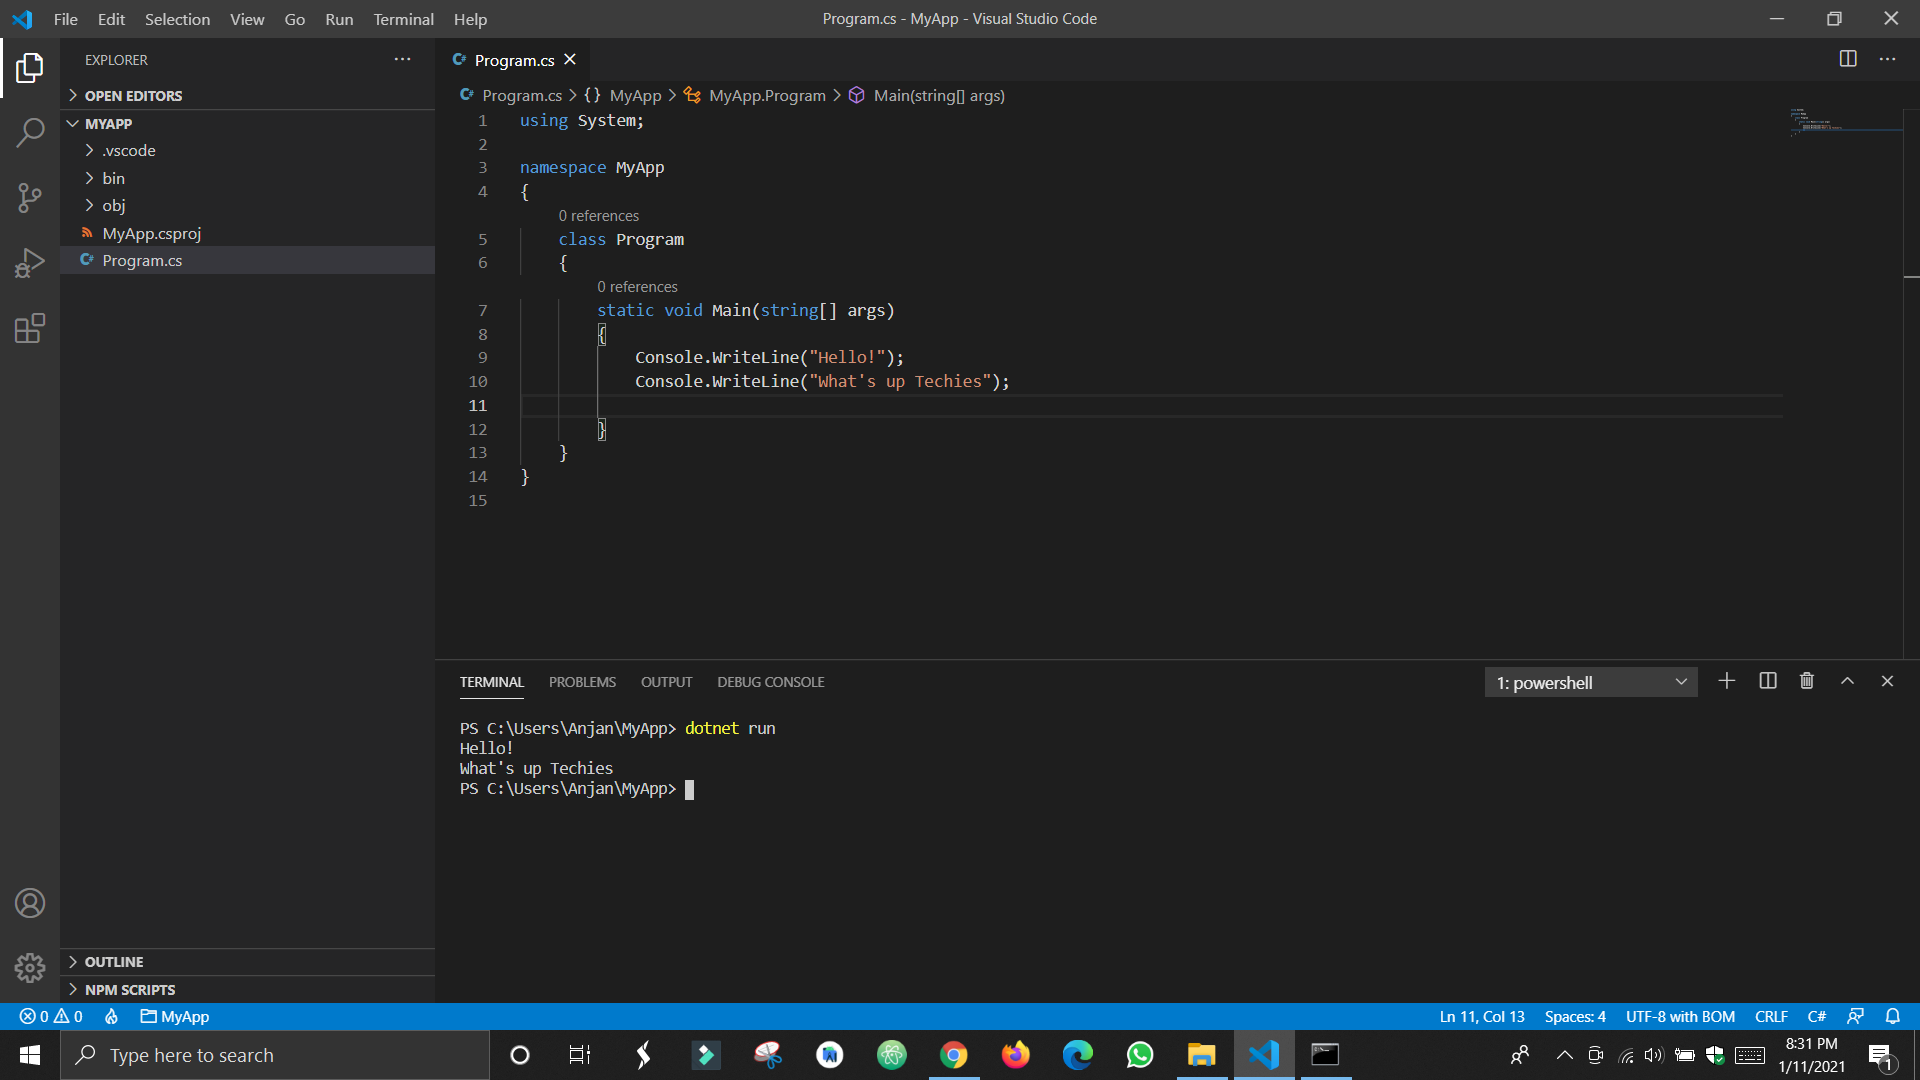 File Edit Selection View Go Run Terminal Help
Program.cs - MyApp - Visual Studio Code
EXPLORER
OPEN EDITORS
MYAPP
.vscode
bin
obj
MyApp.csproj
C# Program.cs
OUTLINE
NPM SCRIPTS
C# Program.cs
C# Program.cs > {} MyApp > MyApp.Program > Main(string[] args)
1 using System;
2
3 namespace MyApp
4 {
0 references
5 class Program
6 {
0 references
7 static void Main(string[] args)
8 {
9 Console.WriteLine("Hello!");
10 Console.WriteLine("What's up Techies");
11
12 }
13 }
14 }
15
TERMINAL PROBLEMS OUTPUT DEBUG CONSOLE
1: powershell
PS C:\Users\Anjan\MyApp> dotnet run
Hello!
What's up Techies
PS C:\Users\Anjan\MyApp>
0 0 MyApp
Ln 11, Col 13 Spaces: 4 UTF-8 with BOM CRLF C#
Type here to search
8:31 PM
1/11/2021
1